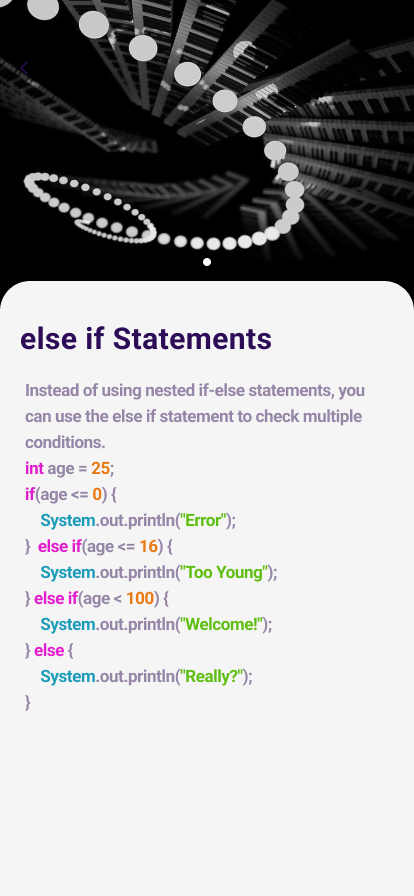 else if Statements
Instead of using nested if-else statements, you
can use the else if statement to check multiple
conditions.
int age = 25;
if(age <= 0) {
    System.out.println("Error");
}  else if(age <= 16) {
    System.out.println("Too Young");
} else if(age < 100) {
    System.out.println("Welcome!");
} else {
    System.out.println("Really?");
}